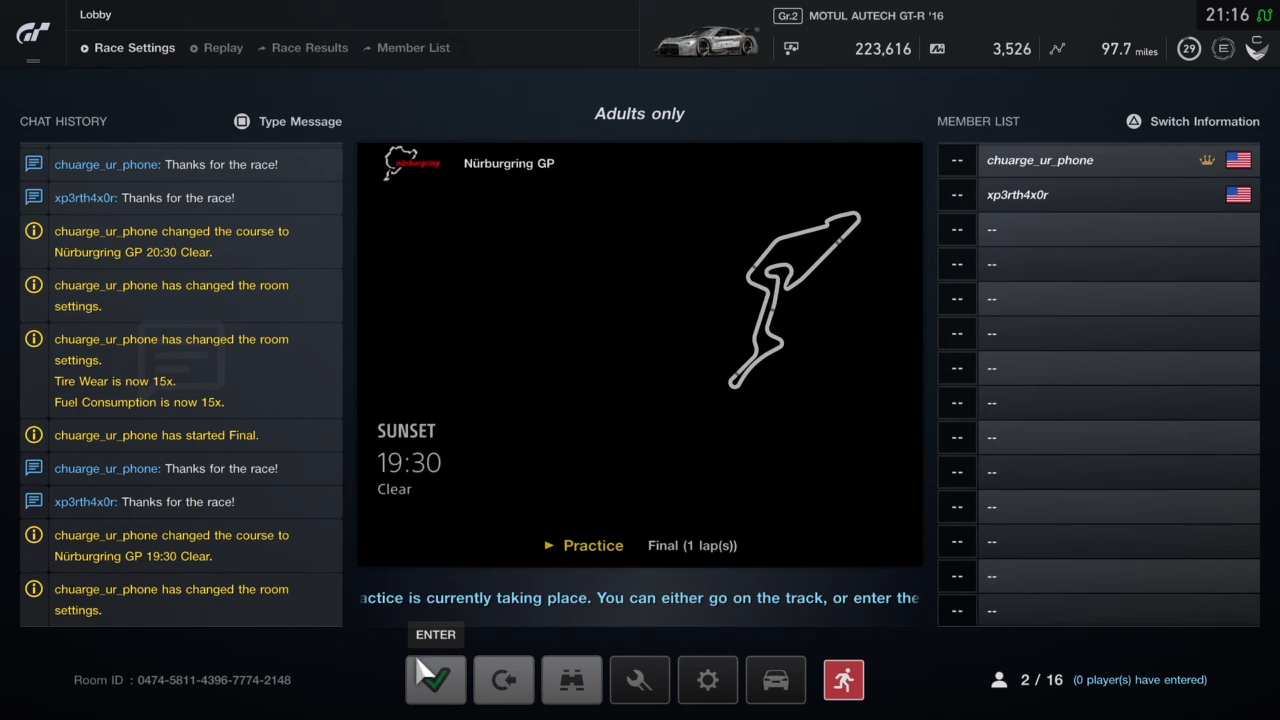 Lobby
Race Settings
Replay
Race Results
Member List
Gr.2 MOTUL AUTECH GT-R '16
223,616
3,526
97.7 miles
29
E
C
21:16
CHAT HISTORY
Type Message
Adults only
MEMBER LIST
Switch Information
chuarge_ur_phone: Thanks for the race!
xp3rth4x0r: Thanks for the race!
chuarge_ur_phone changed the course to
Nürburgring GP 20:30 Clear.
chuarge_ur_phone has changed the room
settings.
chuarge_ur_phone has changed the room
settings.
Tire Wear is now 15x.
Fuel Consumption is now 15x.
chuarge_ur_phone has started Final.
chuarge_ur_phone: Thanks for the race!
xp3rth4x0r: Thanks for the race!
chuarge_ur_phone changed the course to
Nürburgring GP 19:30 Clear.
chuarge_ur_phone has changed the room
settings.
nürburgring
Nürburgring GP
SUNSET
19:30
Clear
Practice
Final (1 lap(s))
actice is currently taking place. You can either go on the track, or enter the
-- chuarge_ur_phone
-- xp3rth4x0r
-- --
-- --
-- --
-- --
-- --
-- --
-- --
-- --
-- --
-- --
-- --
-- --
ENTER
Room ID : 0474-5811-4396-7774-2148
2 / 16 (0 player(s) have entered)